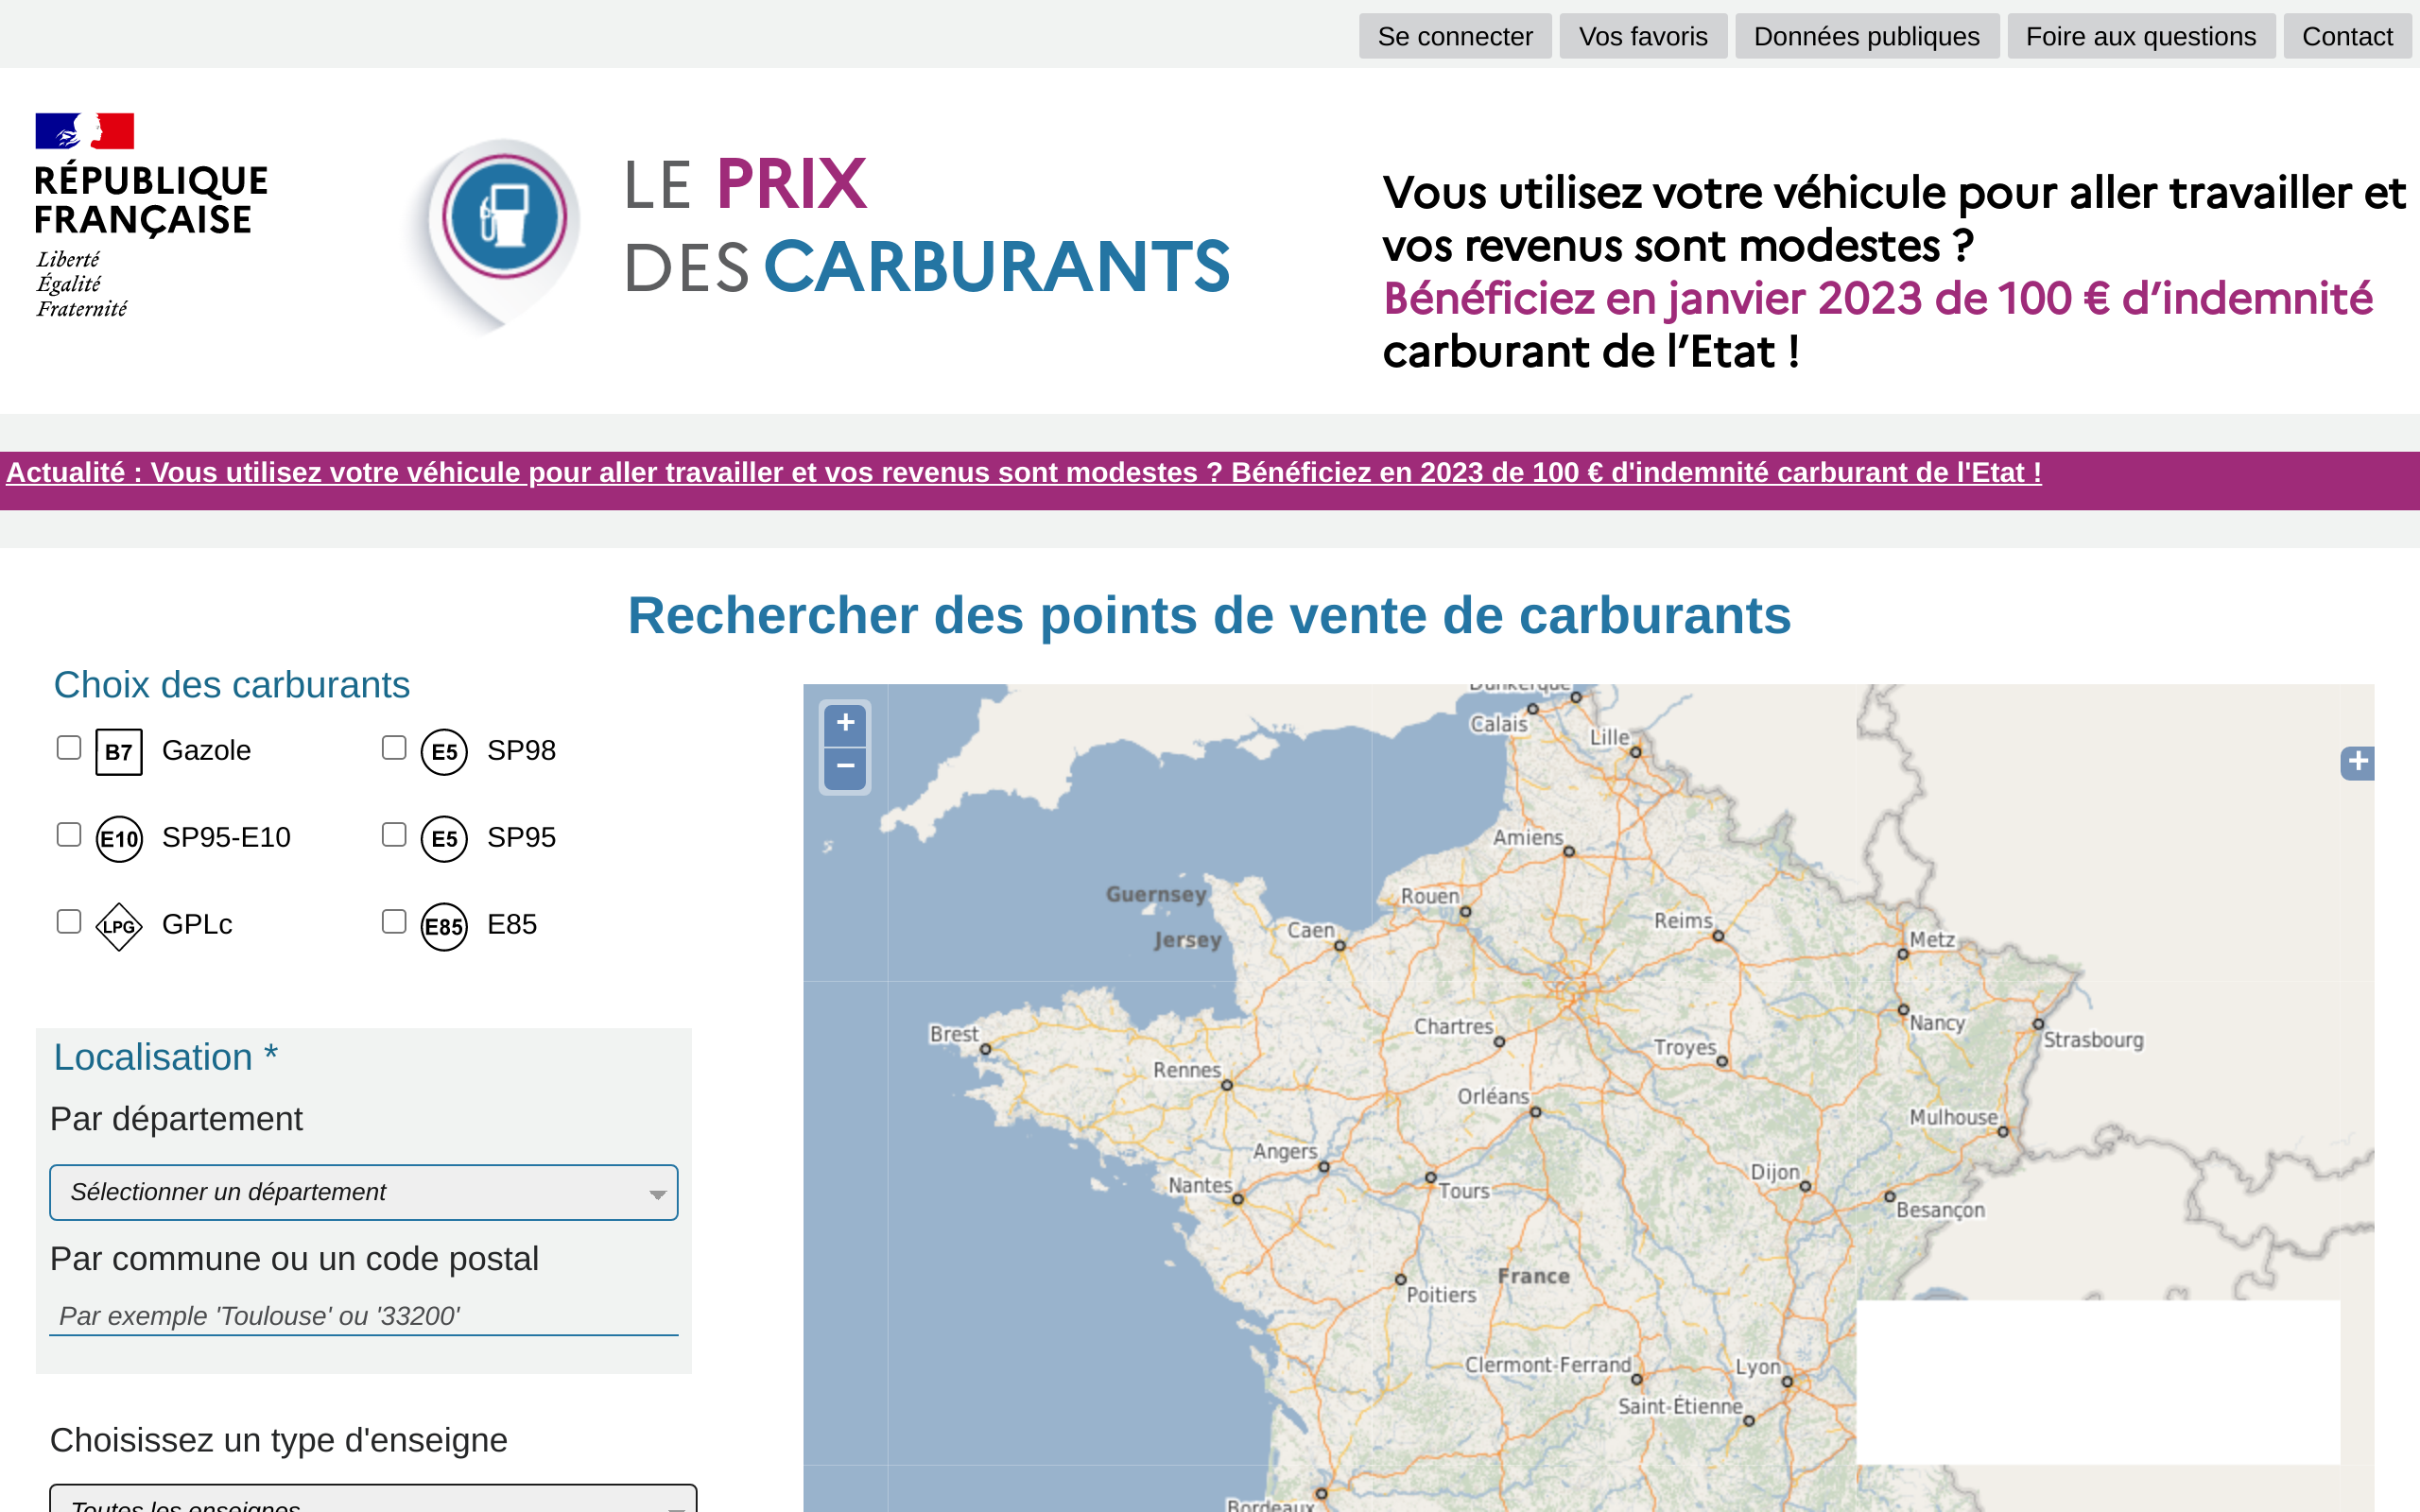 Se connecter
Vos favoris
Données publiques
Foire aux questions
Contact
RÉPUBLIQUE
FRANÇAISE
Liberté
Égalité
Fraternité
LE PRIX
DES CARBURANTS
Vous utilisez votre véhicule pour aller travailler et
vos revenus sont modestes ?
Bénéficiez en janvier 2023 de 100 € d’indemnité
carburant de l’Etat !
Actualité : Vous utilisez votre véhicule pour aller travailler et vos revenus sont modestes ? Bénéficiez en 2023 de 100 € d'indemnité carburant de l'Etat !
Rechercher des points de vente de carburants
Choix des carburants
B7 Gazole
E5 SP98
E10 SP95-E10
E5 SP95
LPG GPLc
E85 E85
Localisation *
Par département
Sélectionner un département
Par commune ou un code postal
Par exemple 'Toulouse' ou '33200'
Choisissez un type d'enseigne
Toutes les enseignes
+
−
+
Dunkerque
Calais
Lille
Amiens
Guernsey
Rouen
Reims
Jersey
Caen
Metz
Brest
Chartres
Nancy
Strasbourg
Troyes
Rennes
Orléans
Mulhouse
Angers
Dijon
Nantes
Tours
Besançon
France
Poitiers
Clermont-Ferrand
Lyon
Saint-Étienne
Bordeaux